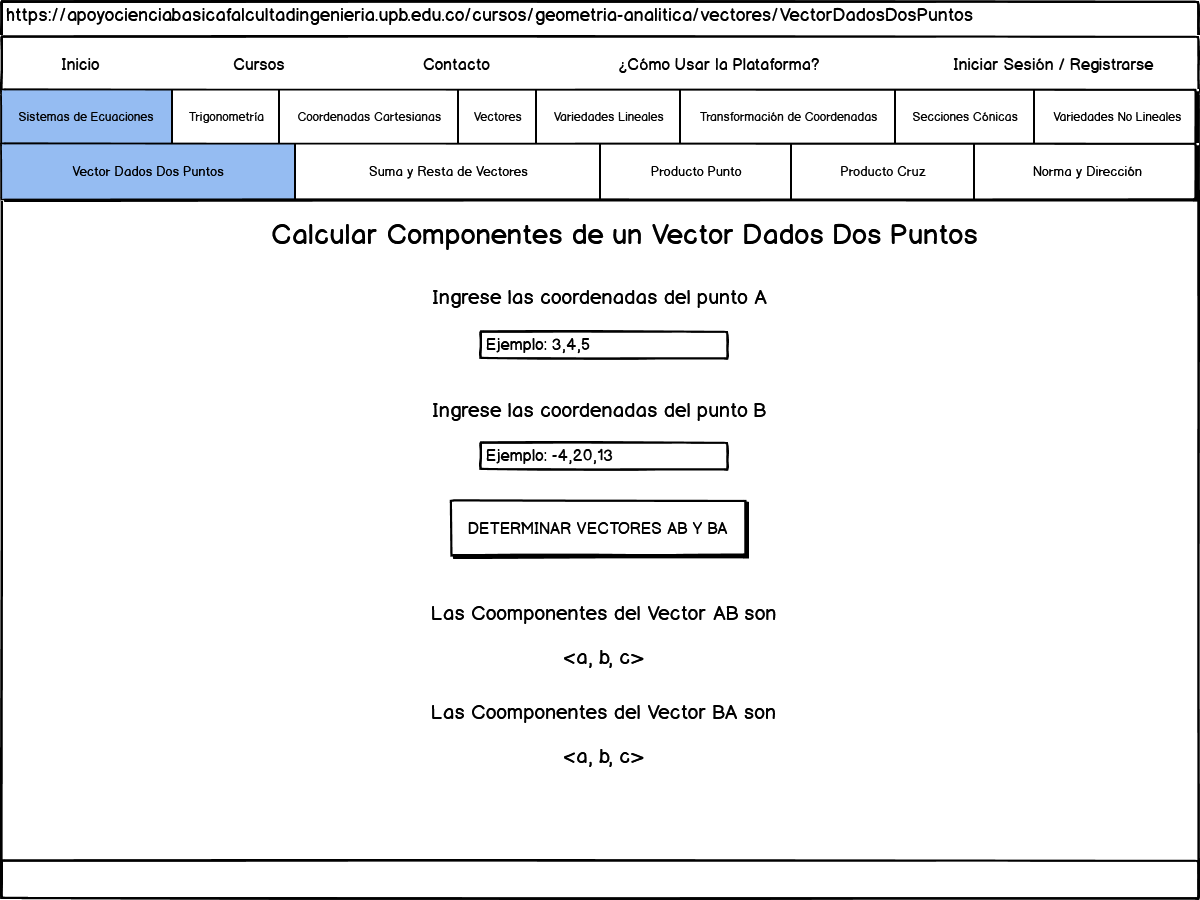 https://apoyocienciabasicafalcultadingenieria.upb.edu.co/cursos/geometria-analitica/vectores/VectorDadosDosPuntos
Inicio Cursos Contacto ¿Cómo Usar la Plataforma? Iniciar Sesión / Registrarse
Sistemas de Ecuaciones Trigonometría Coordenadas Cartesianas Vectores Variedades Lineales Transformación de Coordenadas Secciones Cónicas Variedades No Lineales
Vector Dados Dos Puntos Suma y Resta de Vectores Producto Punto Producto Cruz Norma y Dirección
Calcular Componentes de un Vector Dados Dos Puntos
Ingrese las coordenadas del punto A
Ejemplo: 3,4,5
Ingrese las coordenadas del punto B
Ejemplo: -4,20,13
DETERMINAR VECTORES AB Y BA
Las Coomponentes del Vector AB son
<a, b, c>
Las Coomponentes del Vector BA son
<a, b, c>